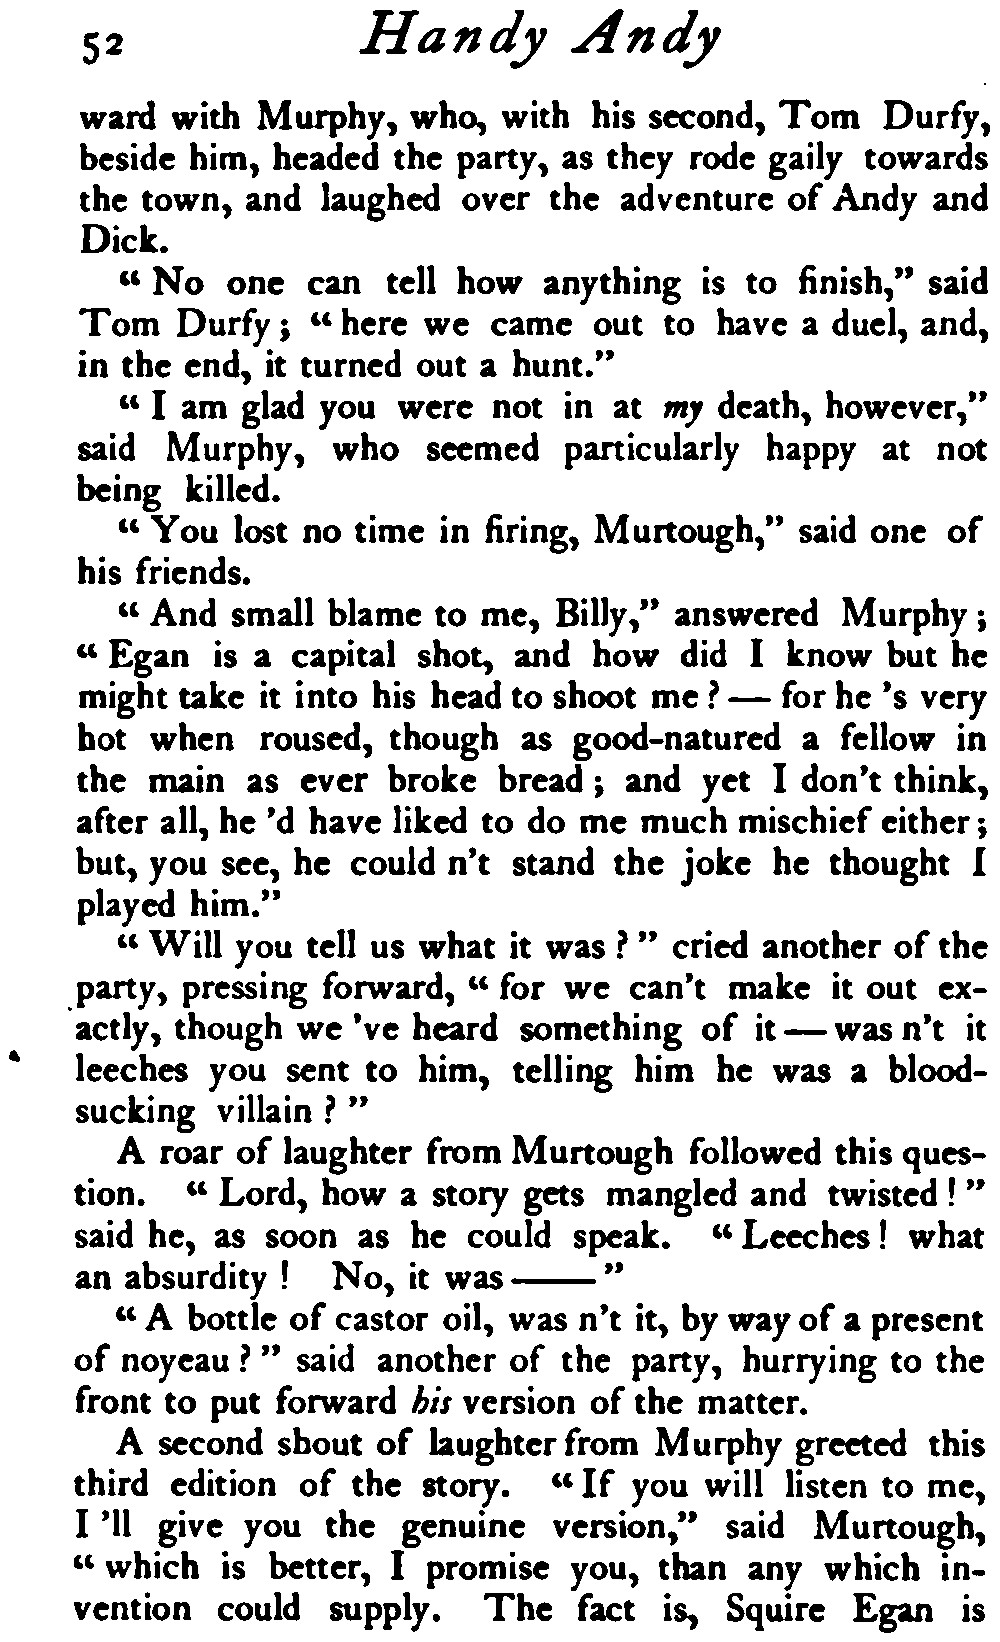 52 Handy Andy
ward with Murphy, who, with his second, Tom Durfy,
beside him, headed the party, as they rode gaily towards
the town, and laughed over the adventure of Andy and
Dick.
“ No one can tell how anything is to finish,” said
Tom Durfy ; “ here we came out to have a duel, and,
in the end, it turned out a hunt.”
“ I am glad you were not in at my death, however,”
said Murphy, who seemed particularly happy at not
being killed.
“ You lost no time in firing, Murtough,” said one of
his friends.
“ And small blame to me, Billy,” answered Murphy ;
“ Egan is a capital shot, and how did I know but he
might take it into his head to shoot me ? — for he 's very
hot when roused, though as good-natured a fellow in
the main as ever broke bread ; and yet I don't think,
after all, he 'd have liked to do me much mischief either ;
but, you see, he could n't stand the joke he thought I
played him.”
“ Will you tell us what it was ? ” cried another of the
party, pressing forward, “ for we can't make it out ex-
actly, though we 've heard something of it — was n't it
leeches you sent to him, telling him he was a blood-
sucking villain ? ”
A roar of laughter from Murtough followed this ques-
tion. “ Lord, how a story gets mangled and twisted ! ”
said he, as soon as he could speak. “ Leeches ! what
an absurdity ! No, it was —— ”
“ A bottle of castor oil, was n't it, by way of a present
of noyeau ? ” said another of the party, hurrying to the
front to put forward his version of the matter.
A second shout of laughter from Murphy greeted this
third edition of the story. “ If you will listen to me,
I 'll give you the genuine version,” said Murtough,
“ which is better, I promise you, than any which in-
vention could supply. The fact is, Squire Egan is